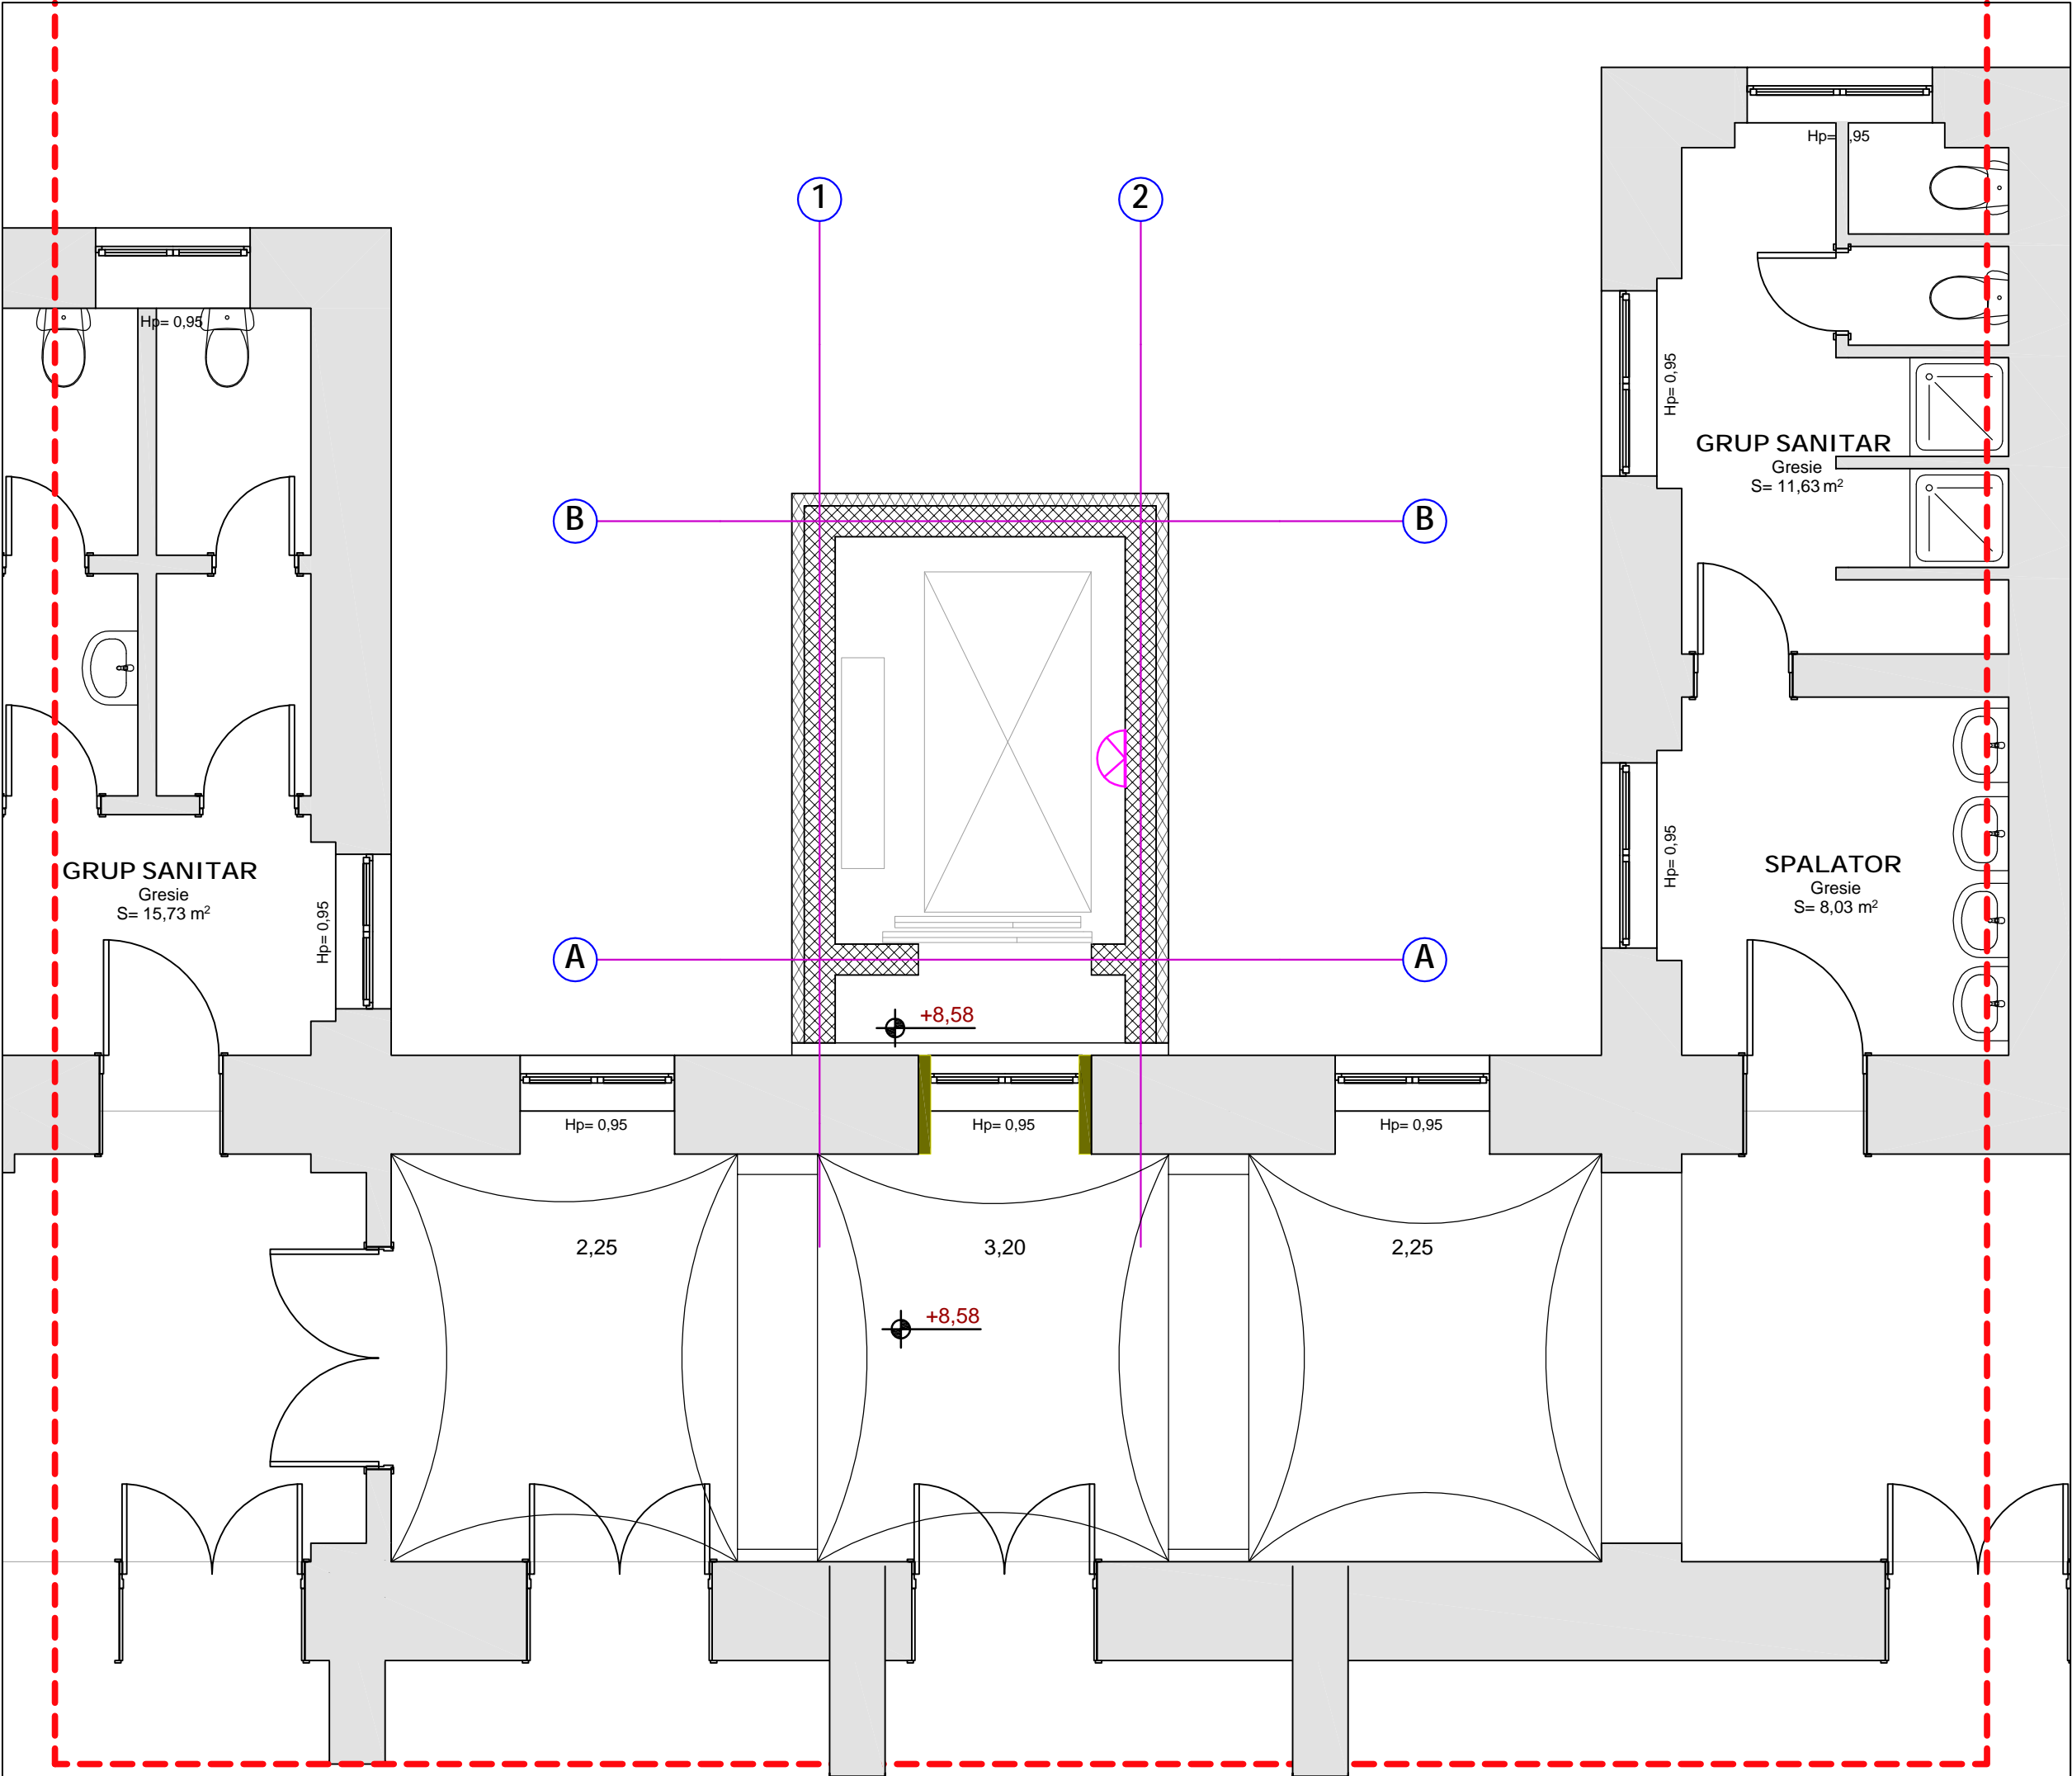 Hp= ,95
1
2
Hp= 0,95
Hp= 0,95
GRUP SANITAR
Gresie
S= 11,63 m²
B
B
GRUP SANITAR
Gresie
S= 15,73 m²
Hp= 0,95
Hp= 0,95
SPALATOR
Gresie
S= 8,03 m²
A
A
+8,58
Hp= 0,95
Hp= 0,95
Hp= 0,95
2,25
3,20
2,25
+8,58